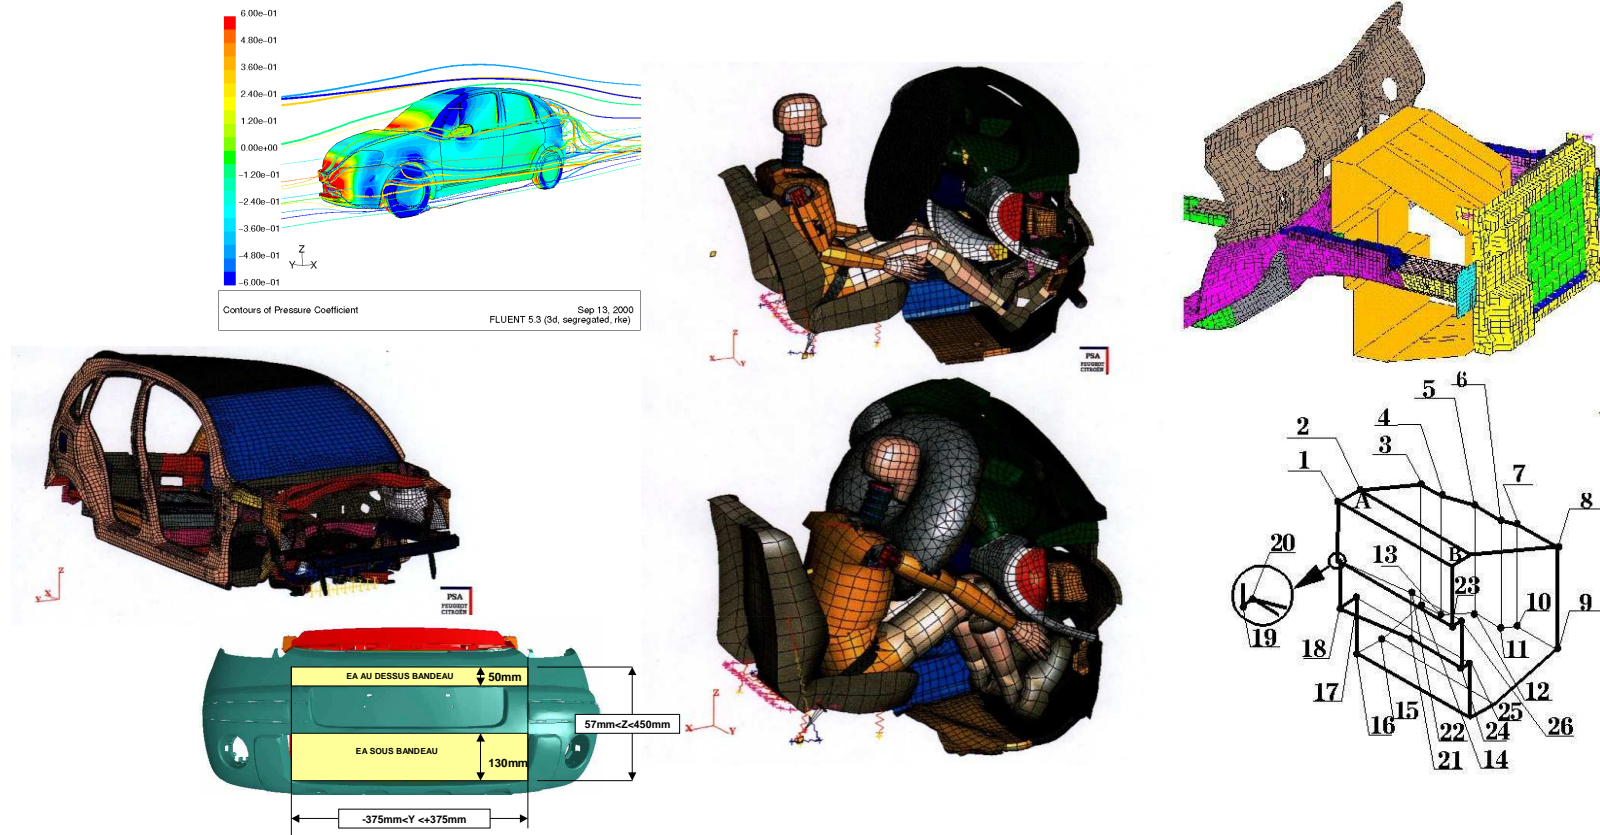 6.00e−01
4.80e−01
3.60e−01
2.40e−01
1.20e−01
0.00e+00
−1.20e−01
−2.40e−01
−3.60e−01
−4.80e−01
−6.00e−01
Z
Y X
Contours of Pressure Coefficient
Sep 13, 2000
FLUENT 5.3 (3d, segregated, rke)
Z
X Y
PSA
PEUGEOT
CITROËN
Z
X Y
PSA
PEUGEOT
CITROËN
Z
X Y
EA AU DESSUS BANDEAU
50mm
57mm<Z<450mm
EA SOUS BANDEAU
130mm
-375mm<Y <+375mm
1
2
3
4
5
6
7
8
A
B
20
19
13
23
10
9
18
11
17
12
16
15
22
25
24
26
21
14